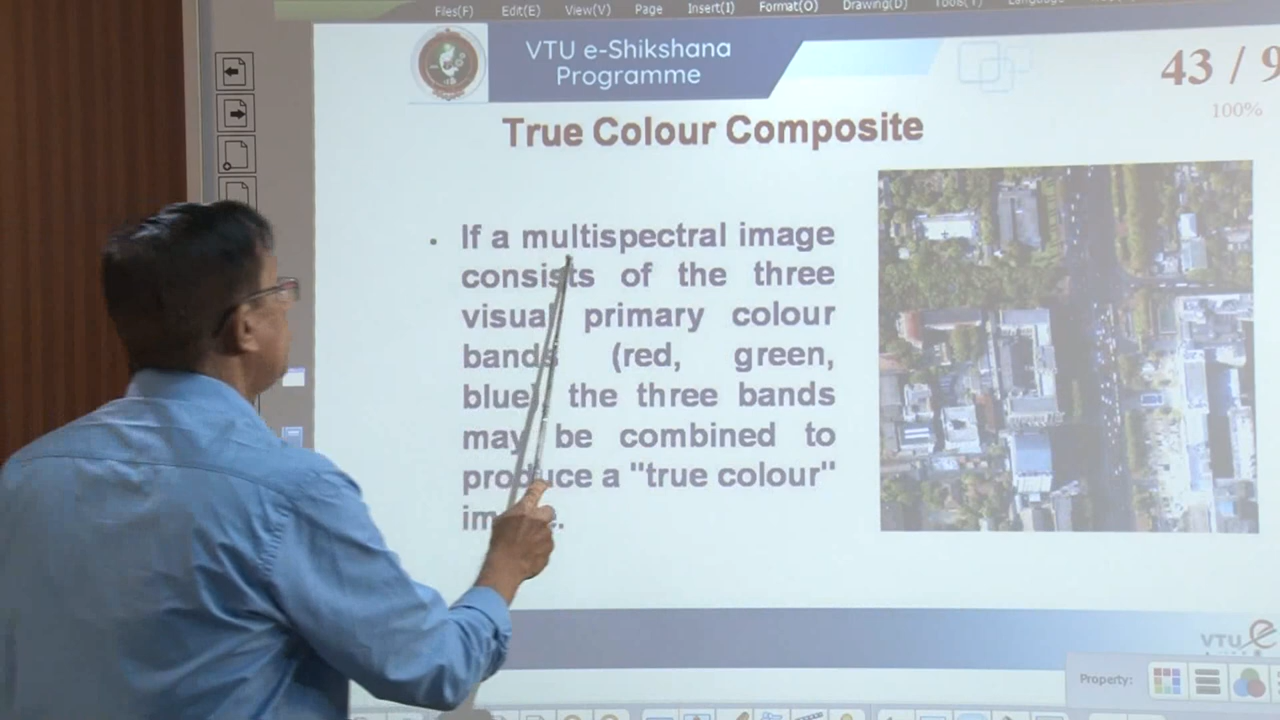 Files(F) Edit(E) View(V) Page Insert(I) Format(O) Drawing(D)
VTU e-Shikshana
Programme
43 / 9
100%
True Colour Composite
• If a multispectral image
consists of the three
visual primary colour
bands (red, green,
blue) the three bands
may be combined to
produce a "true colour"
VTU e
Property: